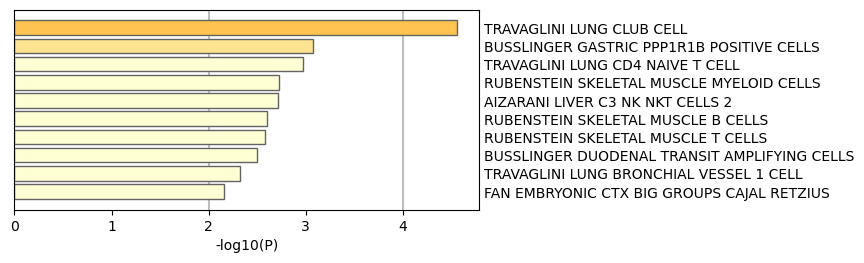 TRAVAGLINI LUNG CLUB CELL
BUSSLINGER GASTRIC PPP1R1B POSITIVE CELLS
TRAVAGLINI LUNG CD4 NAIVE T CELL
RUBENSTEIN SKELETAL MUSCLE MYELOID CELLS
AIZARANI LIVER C3 NK NKT CELLS 2
RUBENSTEIN SKELETAL MUSCLE B CELLS
RUBENSTEIN SKELETAL MUSCLE T CELLS
BUSSLINGER DUODENAL TRANSIT AMPLIFYING CELLS
TRAVAGLINI LUNG BRONCHIAL VESSEL 1 CELL
FAN EMBRYONIC CTX BIG GROUPS CAJAL RETZIUS
0 1 2 3 4
-log10(P)